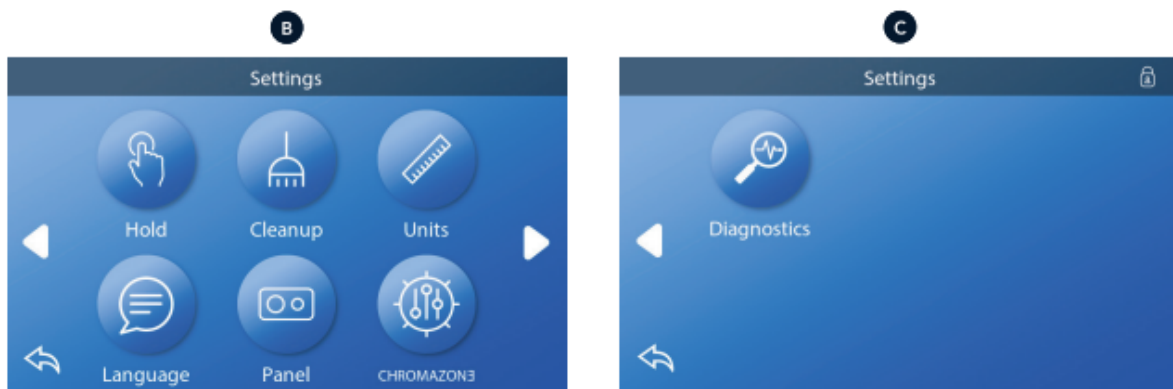 B
C
Settings
Settings
Hold
Cleanup
Units
Diagnostics
Language
Panel
CHROMAZON3